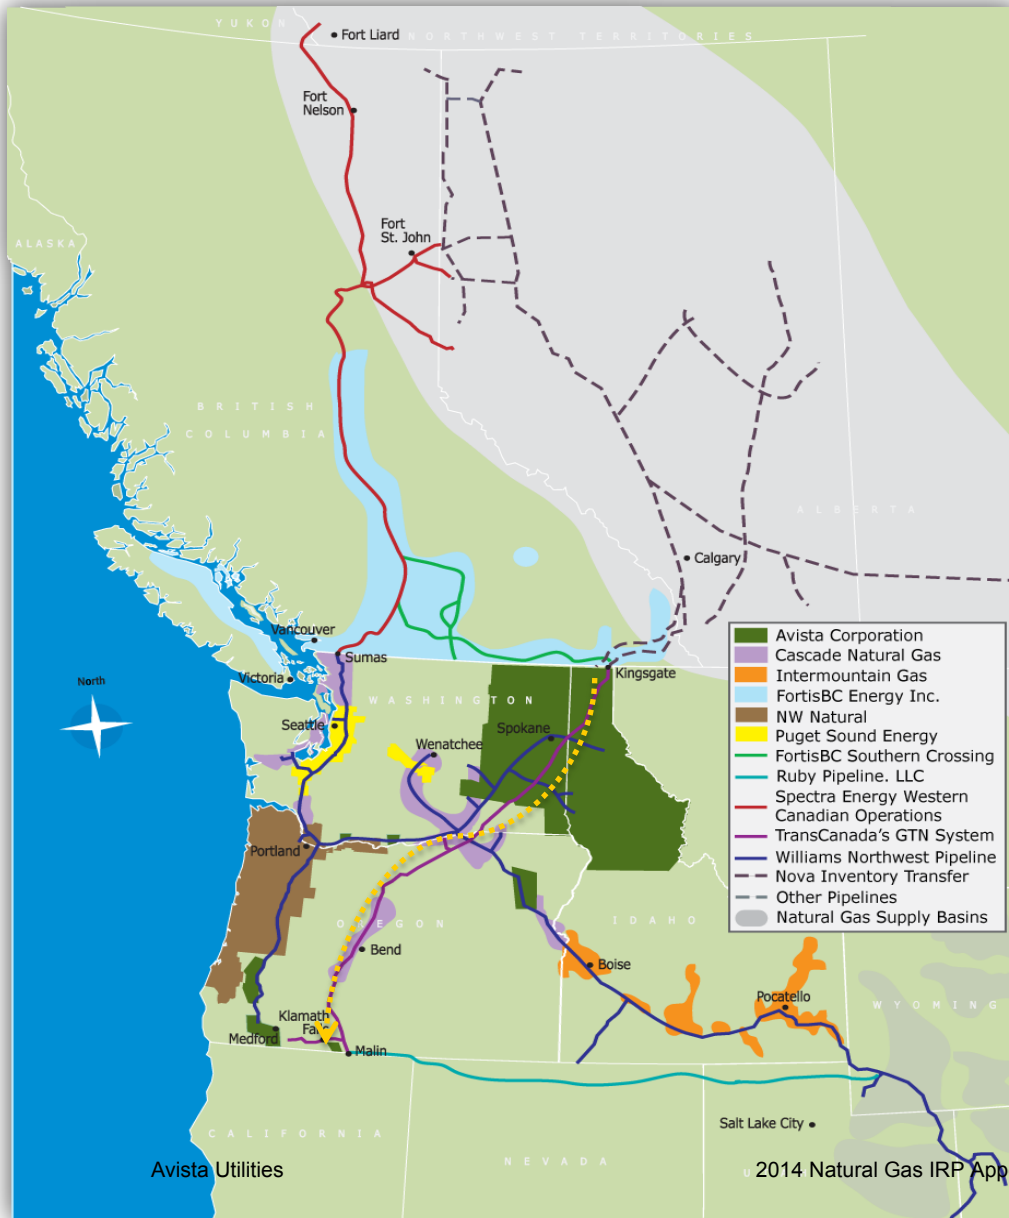 YUKON
Fort Liard
NORTHWEST TERRITORIES
Fort
Nelson
Fort
St. John
ALASKA
BRITISH
COLUMBIA
ALBERTA
Calgary
Vancouver
Sumas
Victoria
Kingsgate
North
WASHINGTON
Seattle
Spokane
Wenatchee
Portland
OREGON
IDAHO
Bend
Boise
Pocatello
WYOMING
Klamath
Fall
Medford
Malin
Salt Lake City
CALIFORNIA
NEVADA
U
Avista Corporation
Cascade Natural Gas
Intermountain Gas
FortisBC Energy Inc.
NW Natural
Puget Sound Energy
FortisBC Southern Crossing
Ruby Pipeline. LLC
Spectra Energy Western
Canadian Operations
TransCanada's GTN System
Williams Northwest Pipeline
Nova Inventory Transfer
Other Pipelines
Natural Gas Supply Basins
Avista Utilities
2014 Natural Gas IRP App